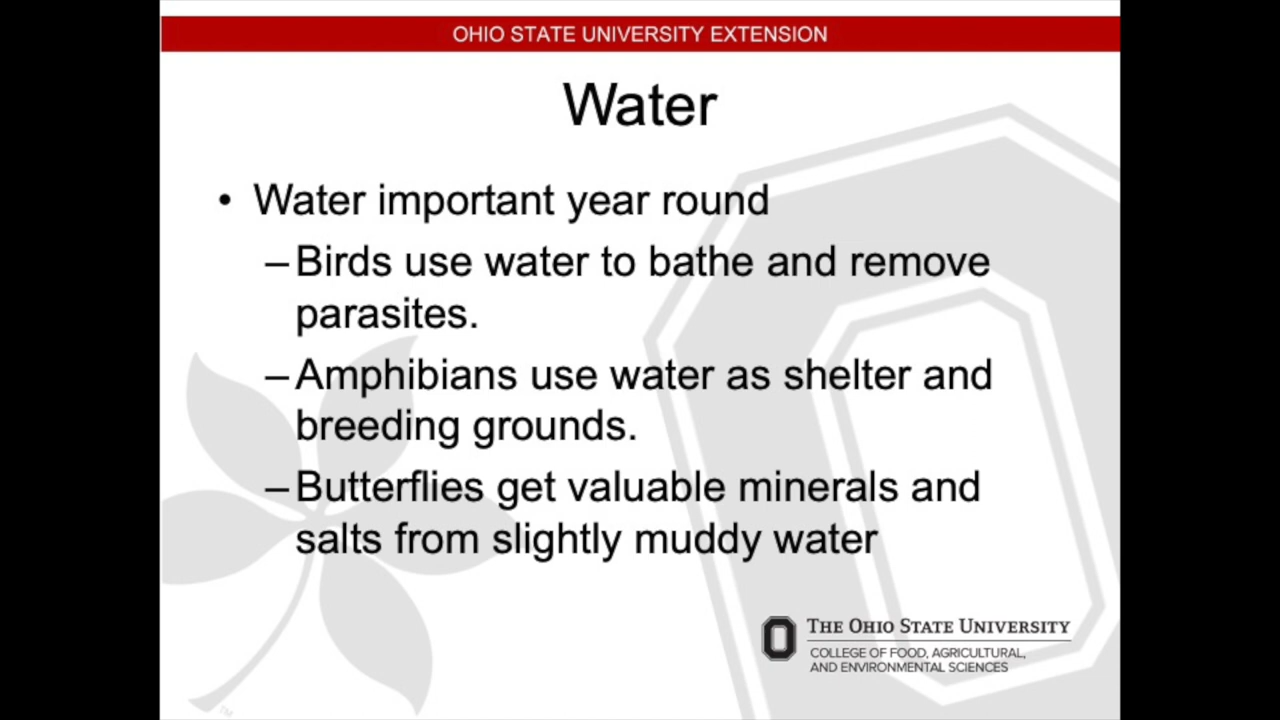 OHIO STATE UNIVERSITY EXTENSION
Water
• Water important year round
–Birds use water to bathe and remove
parasites.
–Amphibians use water as shelter and
breeding grounds.
–Butterflies get valuable minerals and
salts from slightly muddy water
THE OHIO STATE UNIVERSITY
COLLEGE OF FOOD, AGRICULTURAL,
AND ENVIRONMENTAL SCIENCES
TM